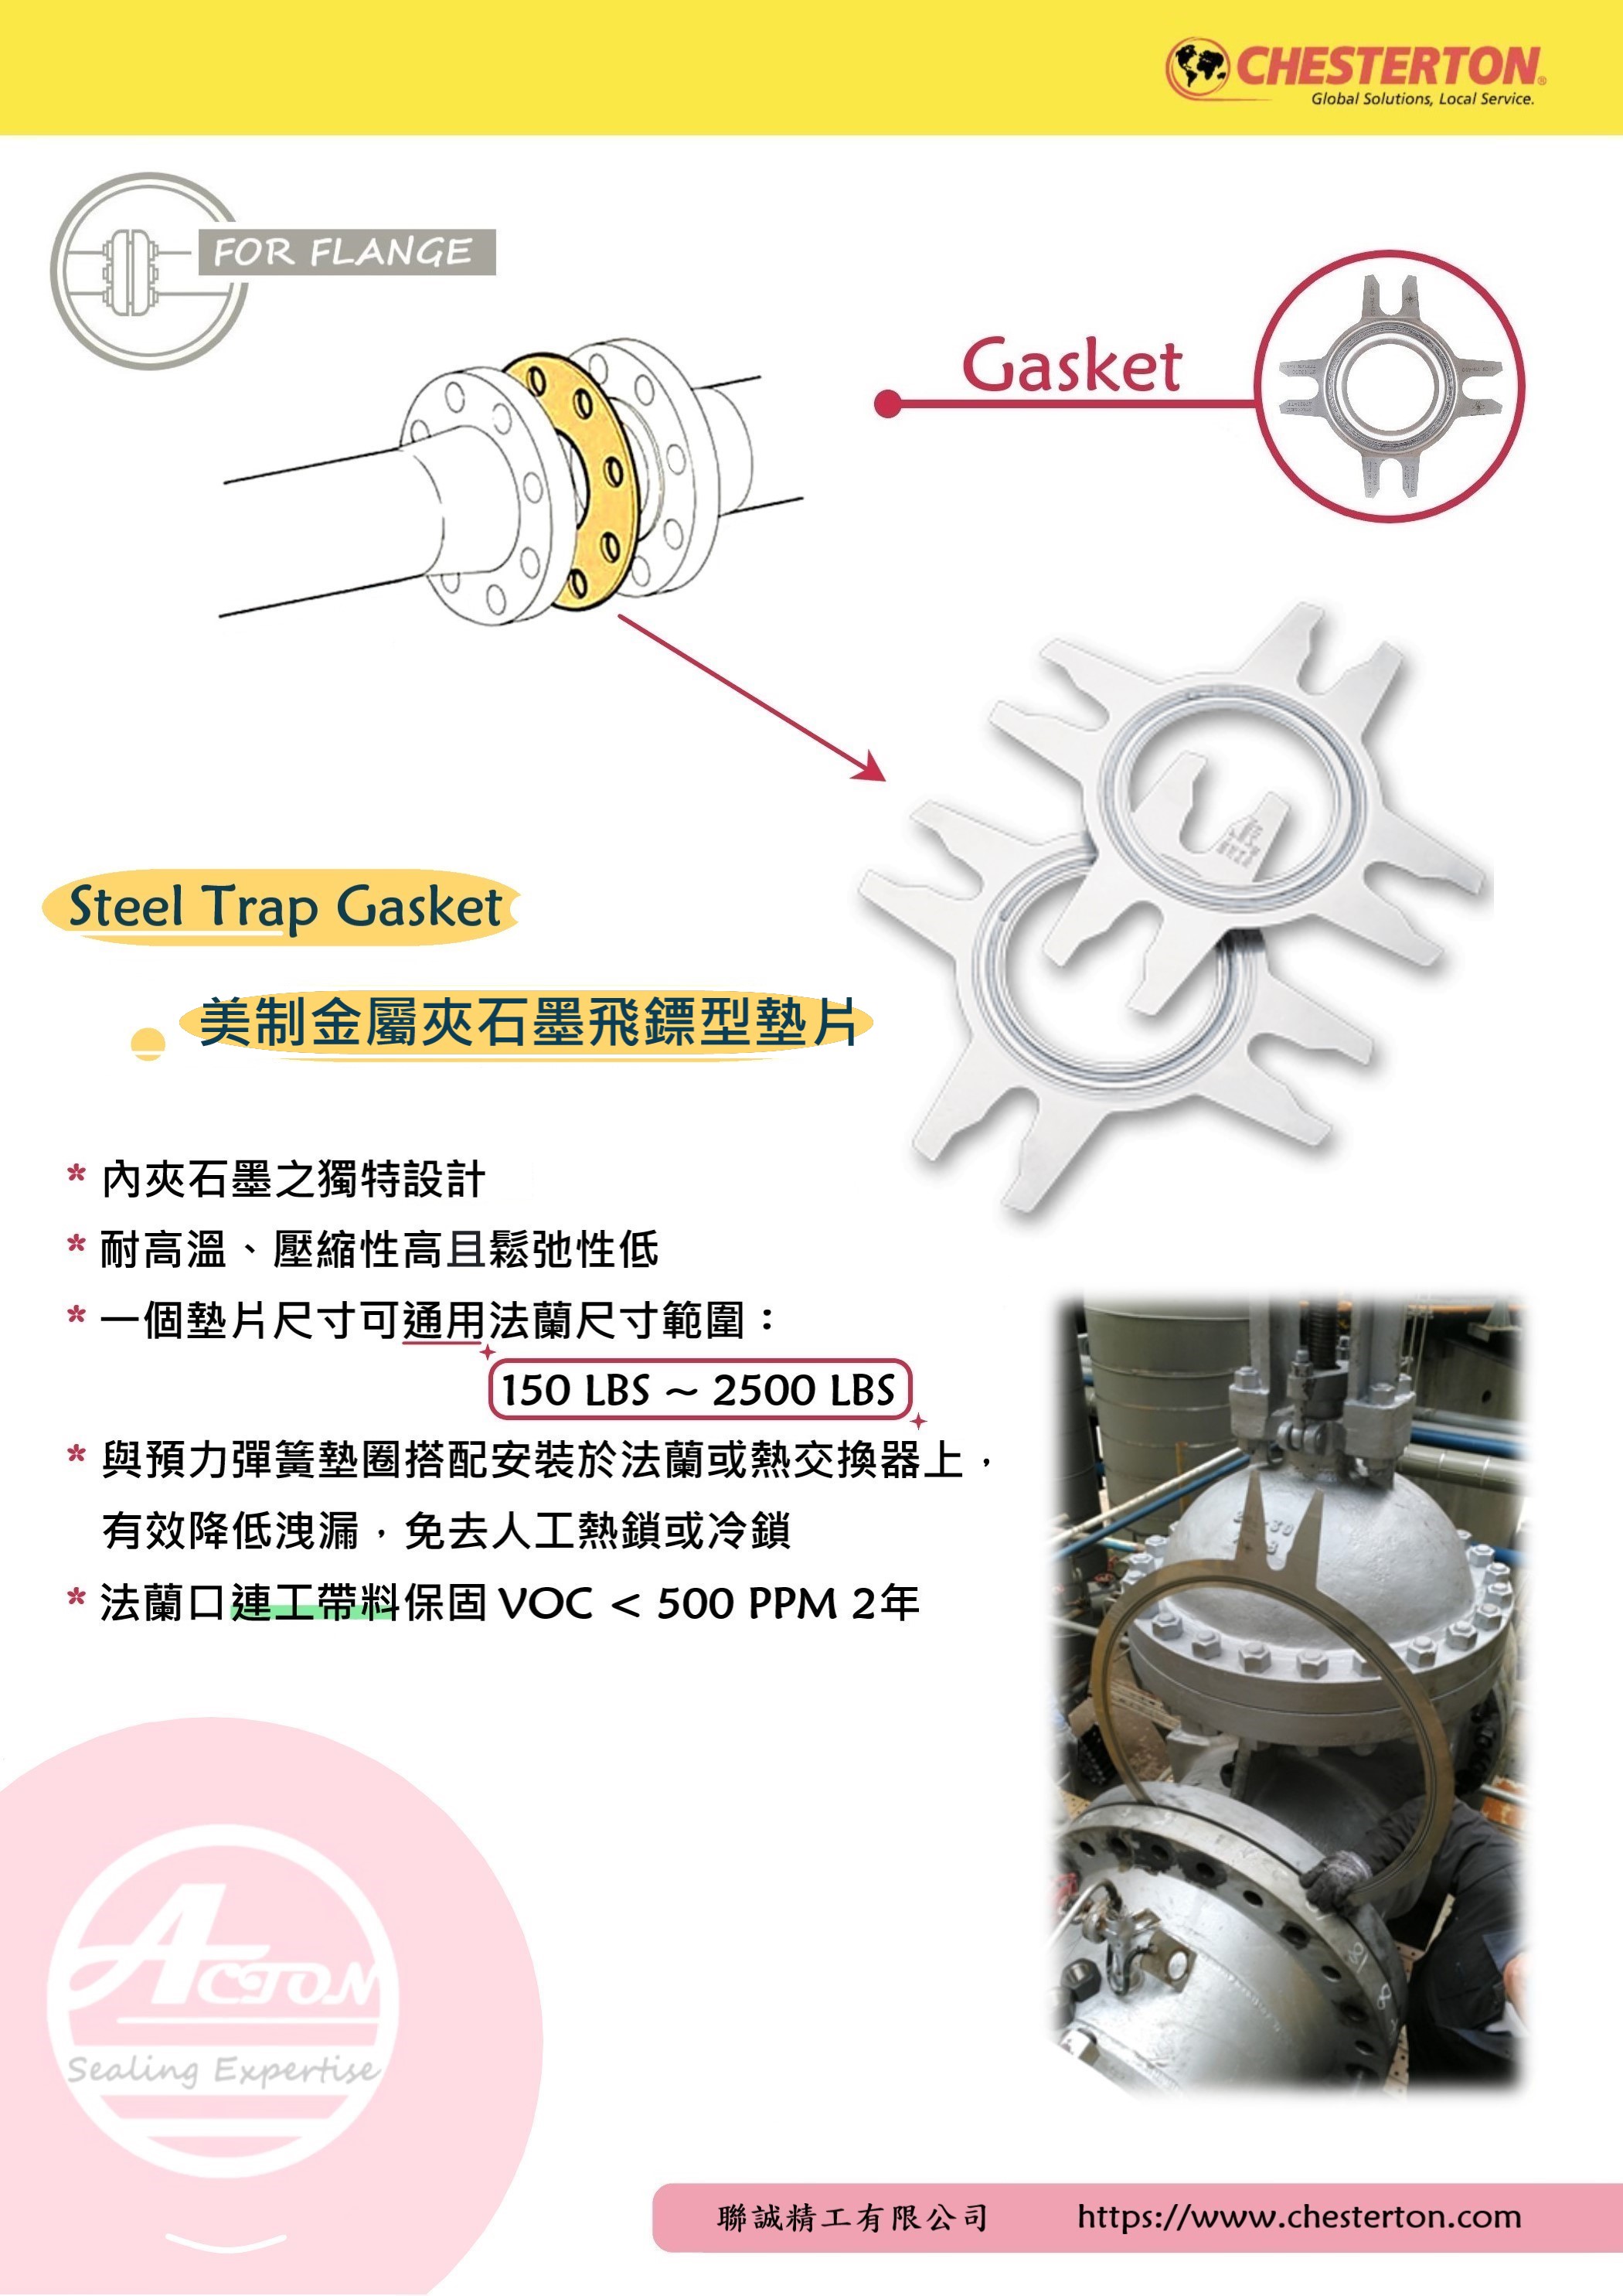 CHESTERTON®
Global Solutions, Local Service.
FOR FLANGE
Gasket
Steel Trap Gasket
美制金屬夾石墨飛鏢型墊片
* 內夾石墨之獨特設計
* 耐高溫、壓縮性高且鬆弛性低
* 一個墊片尺寸可通用法蘭尺寸範圍：
150 LBS ~ 2500 LBS
* 與預力彈簧墊圈搭配安裝於法蘭或熱交換器上，
有效降低洩漏，免去人工熱鎖或冷鎖
* 法蘭口連工帶料保固 VOC < 500 PPM 2年
ACTON
Sealing Expertise
聯誠精工有限公司 https://www.chesterton.com